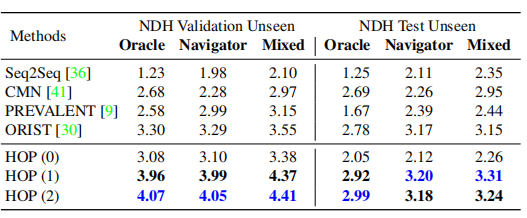 Methods NDH Validation Unseen NDH Test Unseen
Oracle Navigator Mixed Oracle Navigator Mixed
Seq2Seq [36] 1.23 1.98 2.10 1.25 2.11 2.35
CMN [41] 2.68 2.28 2.97 2.69 2.26 2.95
PREVALENT [9] 2.58 2.99 3.15 1.67 2.39 2.44
ORIST [30] 3.30 3.29 3.55 2.78 3.17 3.15
HOP (0) 3.08 3.10 3.38 2.05 2.12 2.26
HOP (1) 3.96 3.99 4.37 2.92 3.20 3.31
HOP (2) 4.07 4.05 4.41 2.99 3.18 3.24